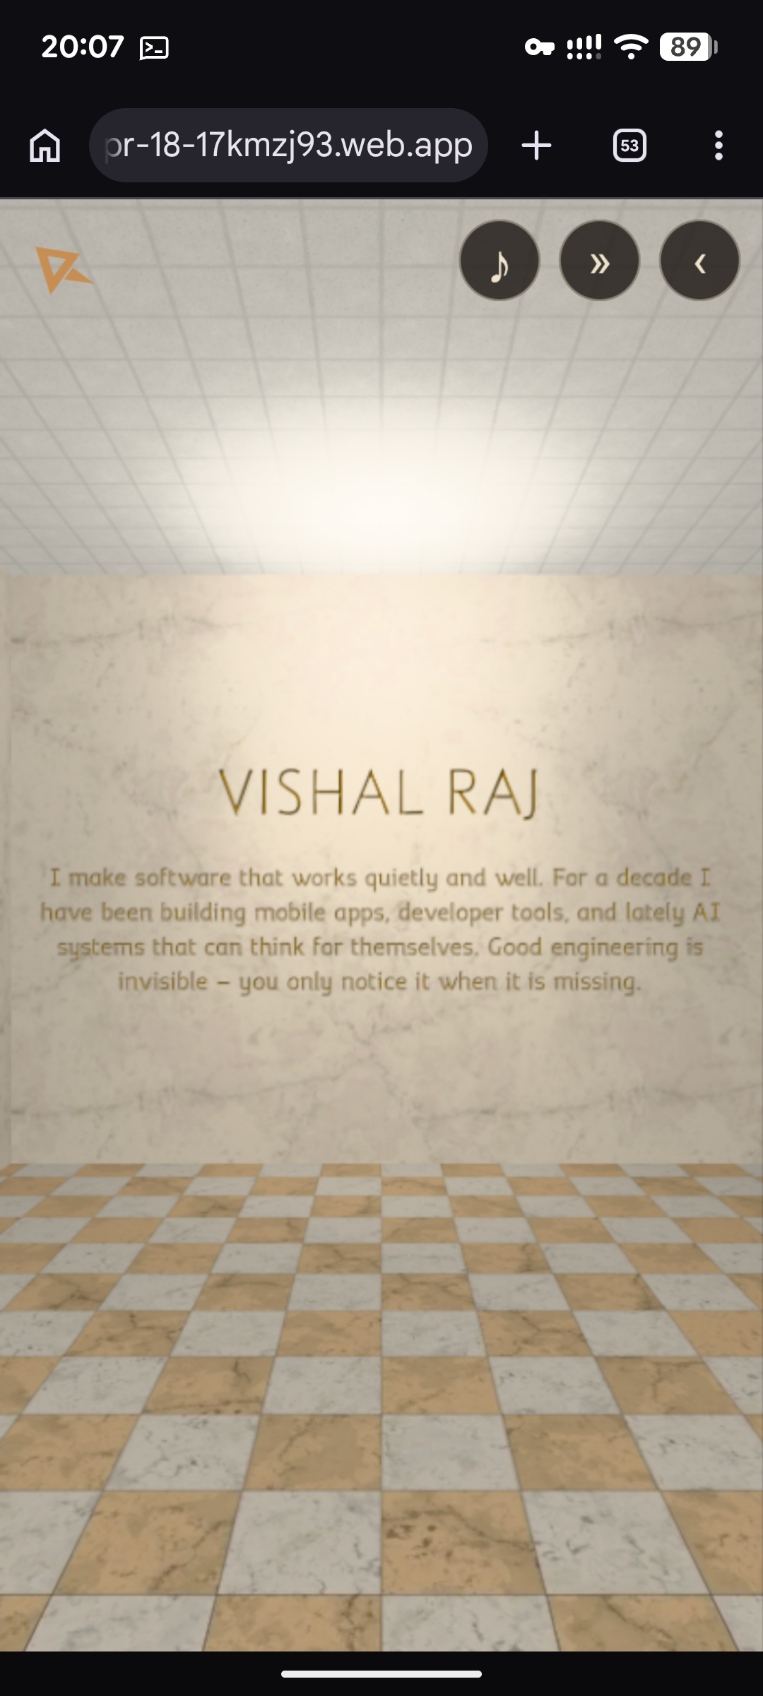 20:07
89
pr-18-17kmzj93.web.app
53
VISHAL RAJ
I make software that works quietly and well. For a decade I
have been building mobile apps, developer tools, and lately AI
systems that can think for themselves. Good engineering is
invisible – you only notice it when it is missing.